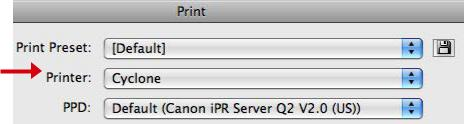 Print
Print Preset: [Default]
Printer: Cyclone
PPD: Default (Canon iPR Server Q2 V2.0 (US))